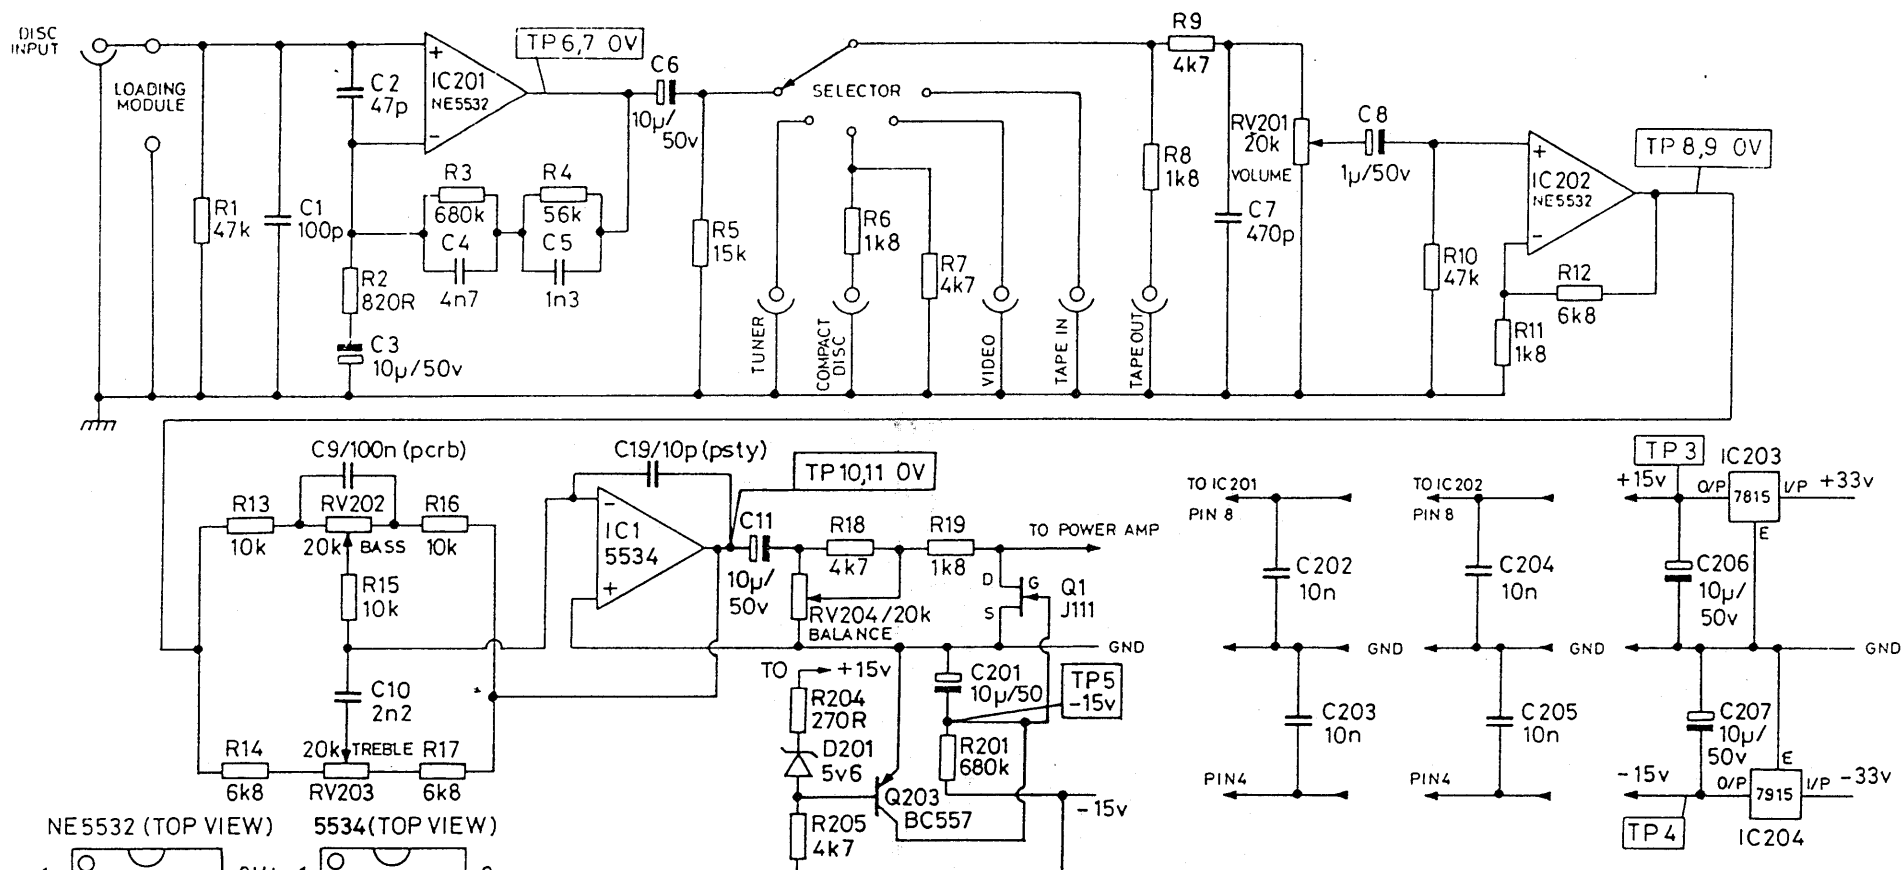 DISC
INPUT
LOADING
MODULE
R1
47k
C1
100p
C2
47p
+
-
IC201
NE5532
TP 6,7 0V
R3
680k
C4
4n7
R4
56k
C5
1n3
R2
820R
C3
10µ/50v
C6
10µ/
50v
R5
15k
SELECTOR
R6
1k8
R7
4k7
TUNER
COMPACT
DISC
VIDEO
TAPE IN
TAPE OUT
R9
4k7
R8
1k8
C7
470p
RV201
20k
VOLUME
C8
1µ/50v
R10
47k
+
-
IC202
NE5532
TP 8,9 0V
R12
6k8
R11
1k8
C9/100n (pcrb)
R13
10k
RV202
20k
BASS
R16
10k
R15
10k
C10
2n2
R14
6k8
20k
TREBLE
RV203
R17
6k8
C19/10p (psty)
-
+
IC1
5534
TP 10,11 0V
C11
10µ/
50v
R18
4k7
R19
1k8
RV204/20k
BALANCE
TO POWER AMP
D
G
S
Q1
J111
GND
TO
+15v
R204
270R
D201
5v6
R205
4k7
Q203
BC557
C201
10µ/50
R201
680k
TP5
-15v
-15v
TO IC201
PIN 8
C202
10n
GND
C203
10n
PIN4
TO IC202
PIN 8
C204
10n
GND
C205
10n
PIN4
TP 3
IC203
+15v
O/P
7815
I/P
+33v
E
C206
10µ/
50v
GND
C207
10µ/
50v
E
-15v
O/P
7915
I/P
-33v
TP 4
IC204
NE5532 (TOP VIEW)
5534 (TOP VIEW)